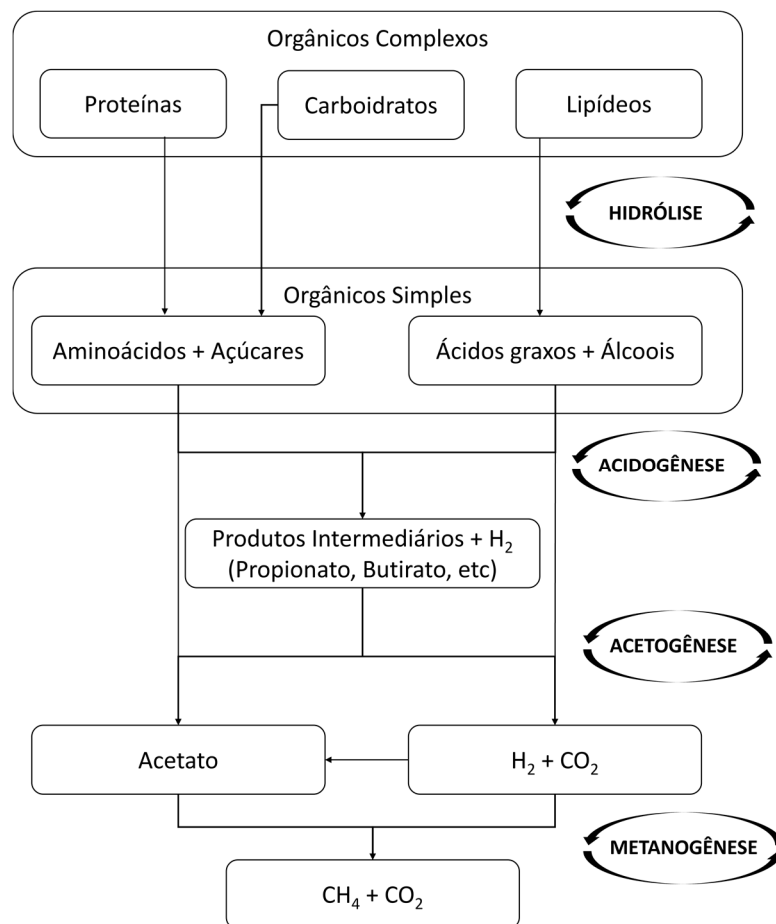 Orgânicos Complexos
Proteínas
Carboidratos
Lipídeos
HIDRÓLISE
Orgânicos Simples
Aminoácidos + Açúcares
Ácidos graxos + Álcoois
ACIDOGÊNESE
Produtos Intermediários + H₂
(Propionato, Butirato, etc)
ACETOGÊNESE
Acetato
H₂ + CO₂
METANOGÊNESE
CH₄ + CO₂